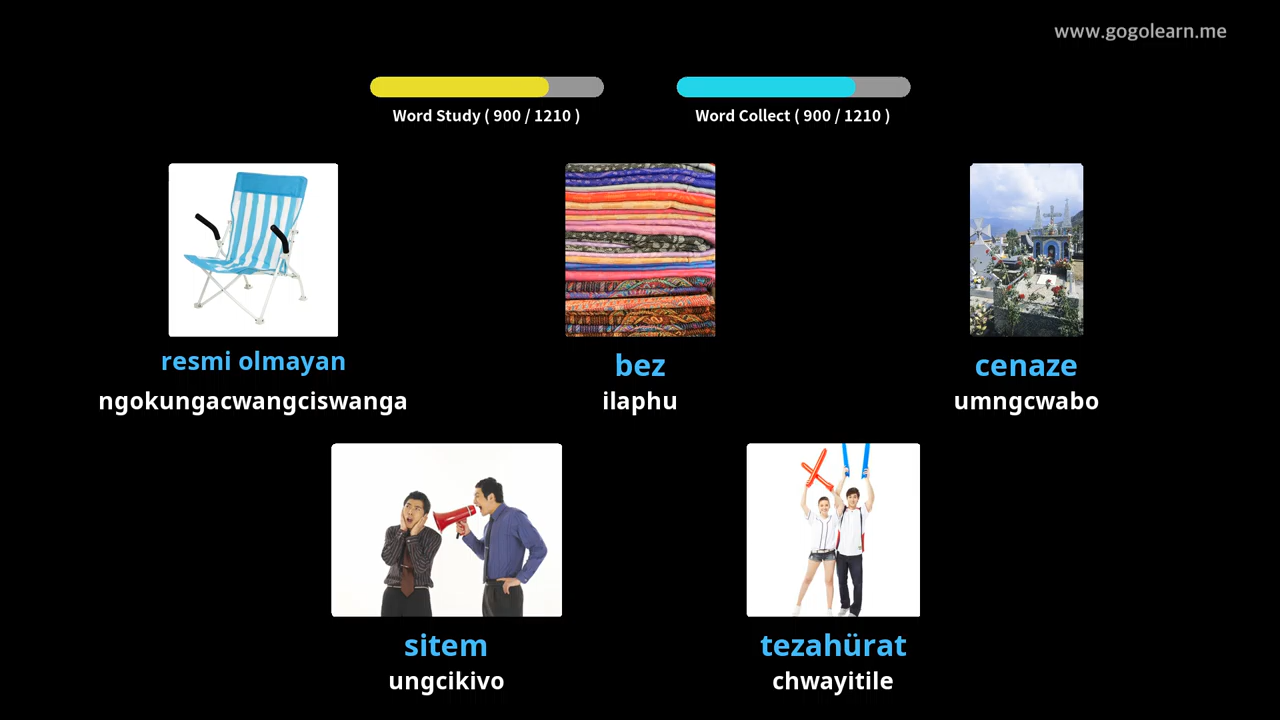 www.gogolearn.me
Word Study ( 900 / 1210 )
Word Collect ( 900 / 1210 )
resmi olmayan
bez
cenaze
ngokungacwangciswanga
ilaphu
umngcwabo
sitem
tezahürat
ungcikivo
chwayitile